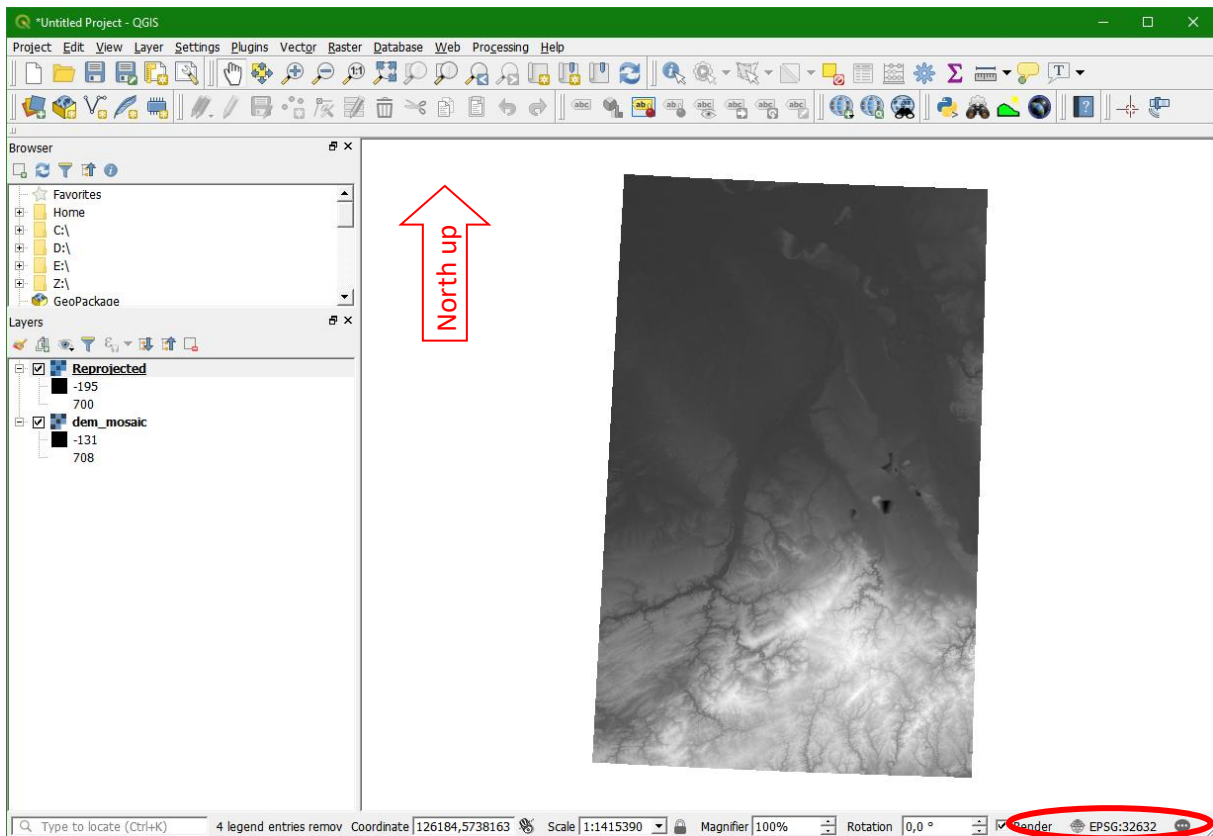 *Untitled Project - QGIS
Project Edit View Layer Settings Plugins Vector Raster Database Web Processing Help
Browser
Favorites
Home
C:\
D:\
E:\
Z:\
GeoPackage
Layers
Reprojected
-195
700
dem_mosaic
-131
708
North up
Type to locate (Ctrl+K) 4 legend entries remov Coordinate 126184,5730163 Scale 1:1415390 Magnifier 100% Rotation 0,0 ° Render EPSG:32632